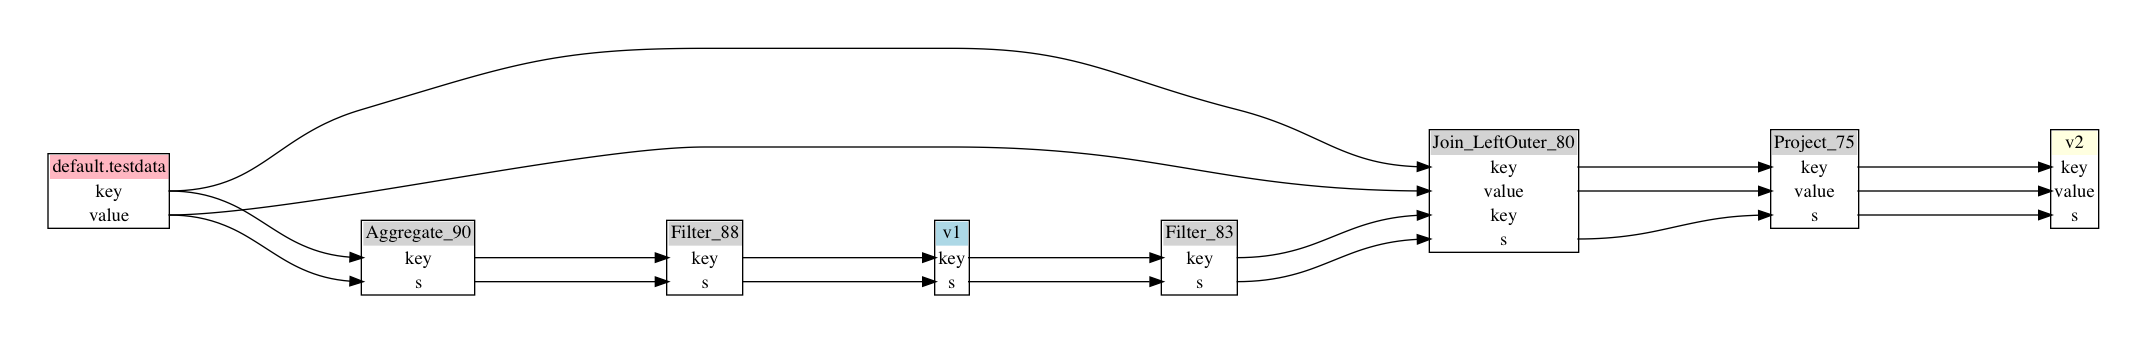 default.testdata
key
value
Aggregate_90
key
s
Filter_88
key
s
v1
key
s
Filter_83
key
s
Join_LeftOuter_80
key
value
key
s
Project_75
key
value
s
v2
key
value
s